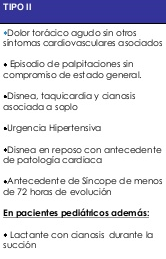 TIPO II
♦Dolor torácico agudo sin otros
síntomas cardiovasculares asociados
♦ Episodio de palpitaciones sin
compromiso de estado general.
♦Disnea, taquicardia y cianosis
asociada a soplo
♦Urgencia Hipertensiva
♦Disnea en reposo con antecedente
de patología cardíaca
♦Antecedente de Síncope de menos
de 72 horas de evolución
En pacientes pediátricos además:
♦ Lactante con cianosis durante la
succión